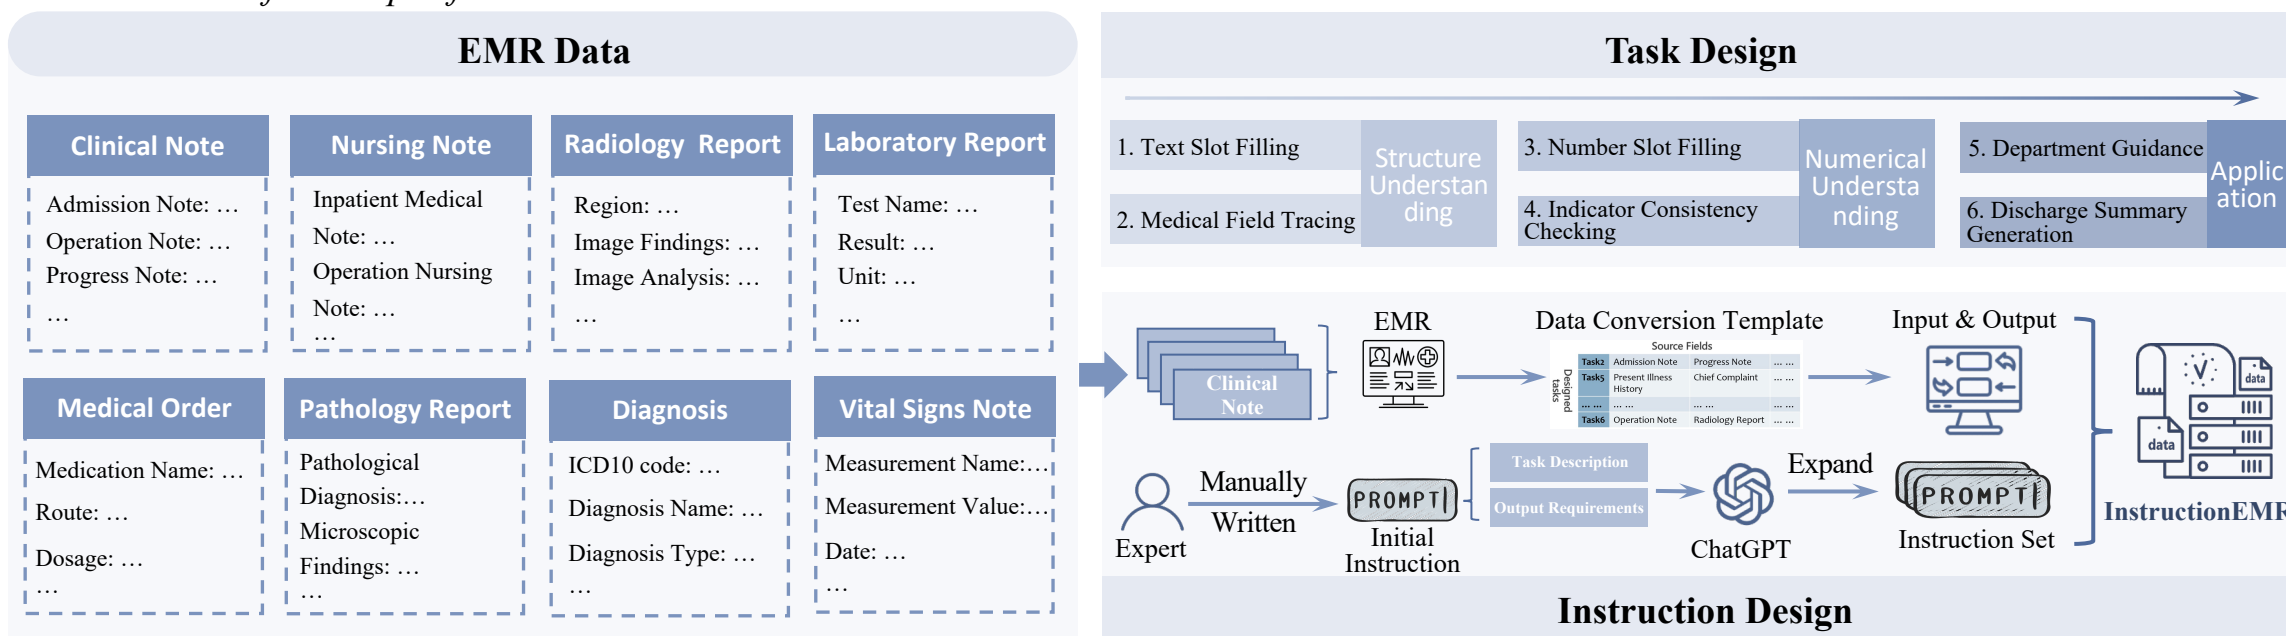 EMR Data
Clinical Note
Admission Note: …
Operation Note: …
Progress Note: …
…
Nursing Note
Inpatient Medical
Note: …
Operation Nursing
Note: …
…
Radiology Report
Region: …
Image Findings: …
Image Analysis: …
…
Laboratory Report
Test Name: …
Result: …
Unit: …
…
Medical Order
Medication Name: …
Route: …
Dosage: …
…
Pathology Report
Pathological
Diagnosis:…
Microscopic
Findings: …
…
Diagnosis
ICD10 code: …
Diagnosis Name: …
Diagnosis Type: …
…
Vital Signs Note
Measurement Name:…
Measurement Value:…
Date: …
…
Task Design
1. Text Slot Filling
2. Medical Field Tracing
Structure
Understan
ding
3. Number Slot Filling
4. Indicator Consistency
Checking
Numerical
Understa
nding
5. Department Guidance
6. Discharge Summary
Generation
Applic
ation
Clinical
Note
EMR
Data Conversion Template
Source Fields
Designed
tasks
Task2 Admission Note Progress Note ... ...
Task5 Present Illness Chief Complaint ... ...
History
... ... ... ... ... ... ... ...
Task6 Operation Note Radiology Report ... ...
Input & Output
data
data
InstructionEMR
Expert
Manually
Written
PROMPT
Initial
Instruction
Task Description
Output Requirements
ChatGPT
Expand
PROMPT
Instruction Set
Instruction Design